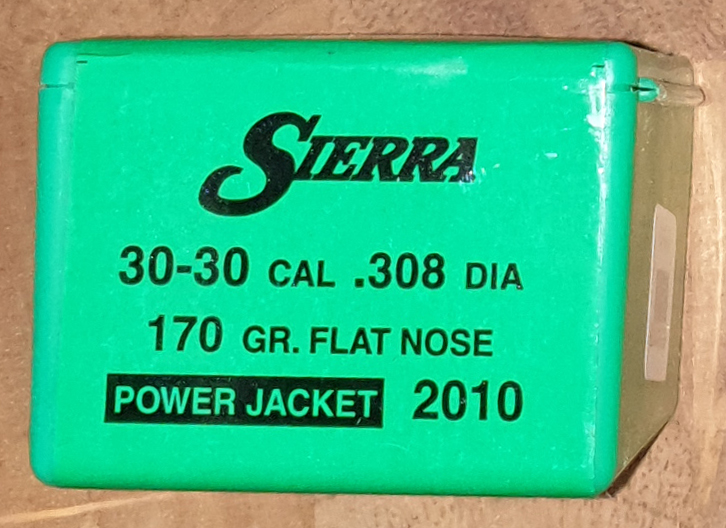 SIERRA
30-30 CAL .308 DIA
170 GR. FLAT NOSE
POWER JACKET 2010